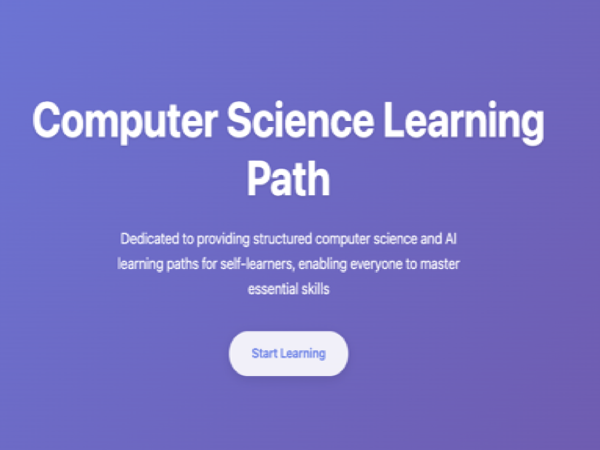 Computer Science Learning
Path
Dedicated to providing structured computer science and AI
learning paths for self-learners, enabling everyone to master
essential skills
Start Learning